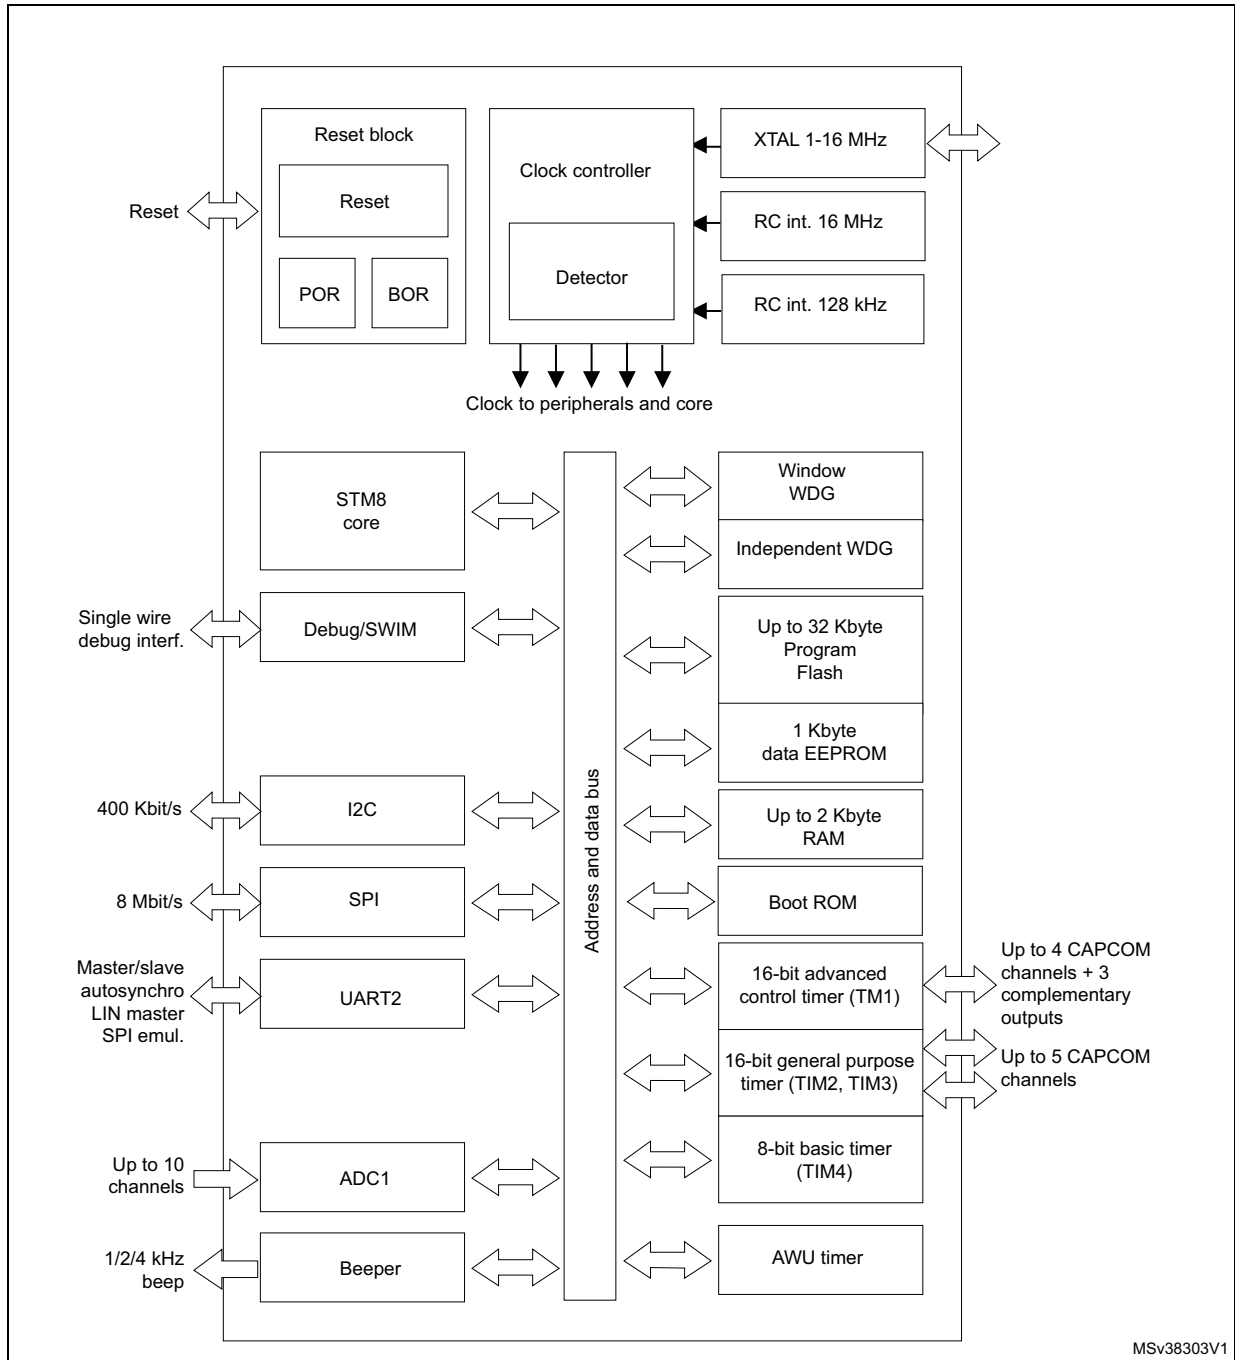 Reset block
Reset
POR
BOR
Reset
Clock controller
Detector
XTAL 1-16 MHz
RC int. 16 MHz
RC int. 128 kHz
Clock to peripherals and core
STM8
core
Single wire
debug interf.
Debug/SWIM
400 Kbit/s
I2C
8 Mbit/s
SPI
Master/slave
autosynchro
LIN master
SPI emul.
UART2
Up to 10
channels
ADC1
1/2/4 kHz
beep
Beeper
Address and data bus
Window
WDG
Independent WDG
Up to 32 Kbyte
Program
Flash
1 Kbyte
data EEPROM
Up to 2 Kbyte
RAM
Boot ROM
16-bit advanced
control timer (TM1)
Up to 4 CAPCOM
channels + 3
complementary
outputs
16-bit general purpose
timer (TIM2, TIM3)
Up to 5 CAPCOM
channels
8-bit basic timer
(TIM4)
AWU timer
MSv38303V1